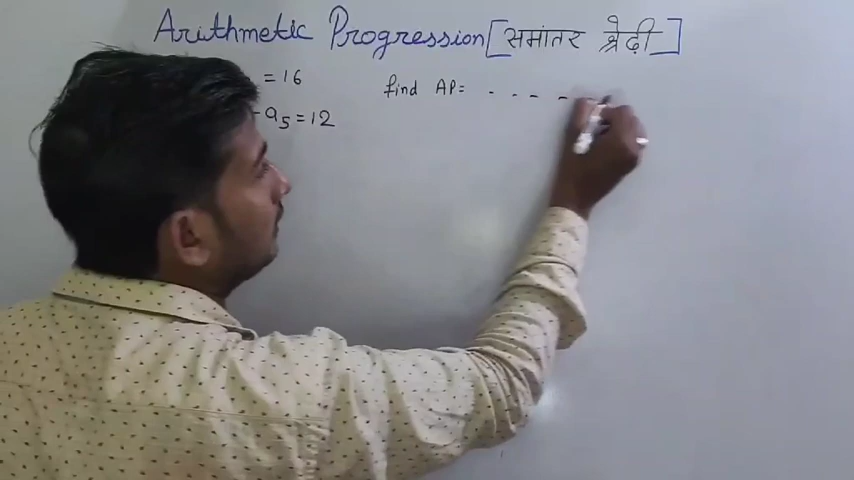 Arithmetic Progression [समांतर श्रेढ़ी]
= 16 find AP= - - - -
- a5 = 12